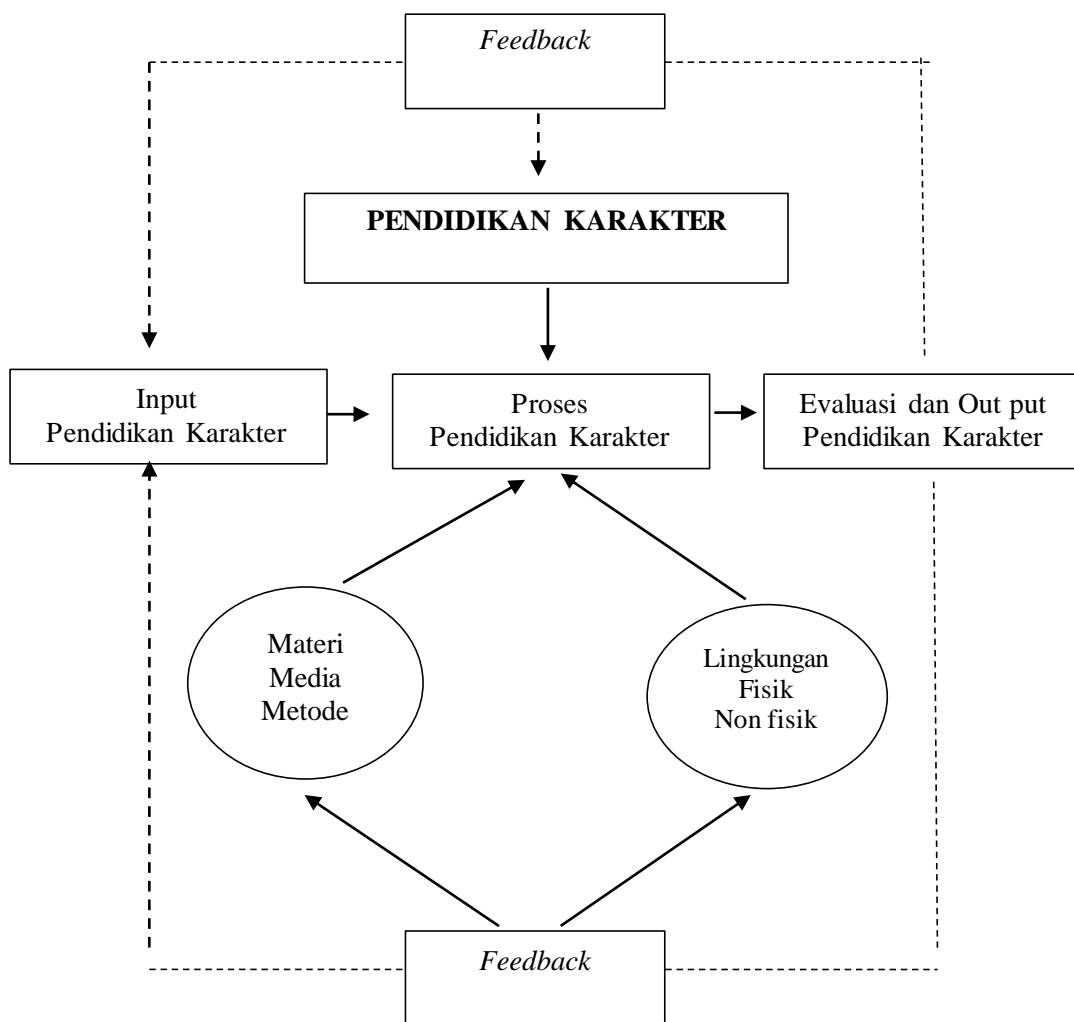 Feedback
PENDIDIKAN KARAKTER
Input
Pendidikan Karakter
Proses
Pendidikan Karakter
Evaluasi dan Out put
Pendidikan Karakter
Materi
Media
Metode
Lingkungan
Fisik
Non fisik
Feedback